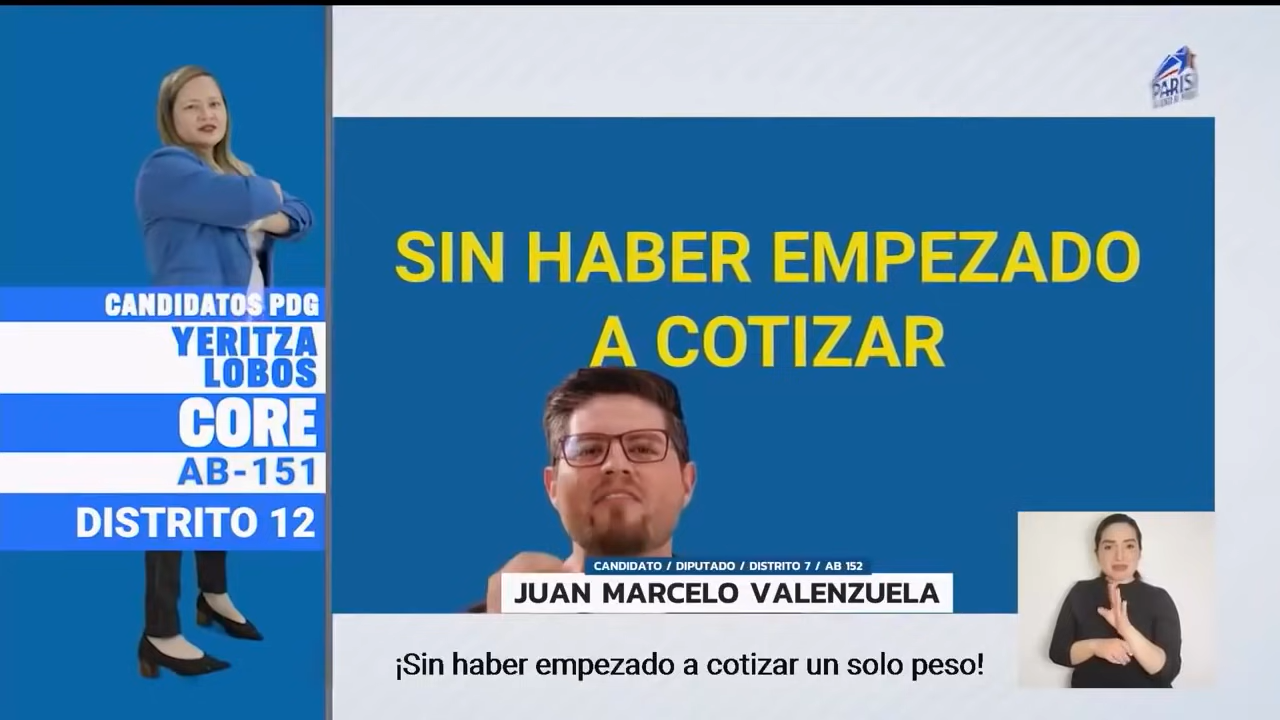 CANDIDATOS PDG
YERITZA
LOBOS
CORE
AB-151
DISTRITO 12
PARISI
SIN HABER EMPEZADO
A COTIZAR
CANDIDATO / DIPUTADO / DISTRITO 7 / AB 152
JUAN MARCELO VALENZUELA
¡Sin haber empezado a cotizar un solo peso!